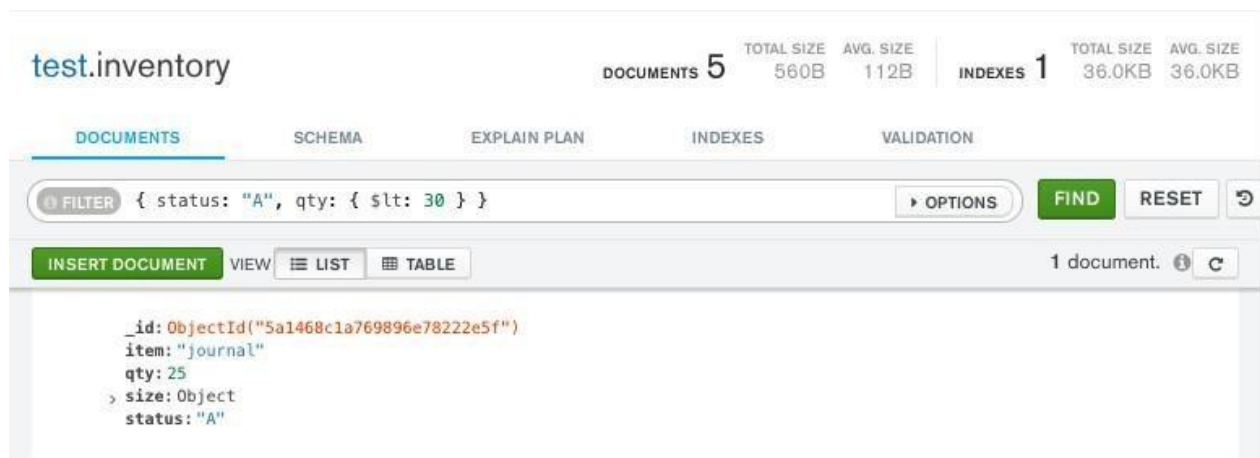 test.inventory
DOCUMENTS 5 TOTAL SIZE 560B AVG. SIZE 112B INDEXES 1 TOTAL SIZE 36.0KB AVG. SIZE 36.0KB
DOCUMENTS SCHEMA EXPLAIN PLAN INDEXES VALIDATION
FILTER { status: "A", qty: { $lt: 30 } } OPTIONS FIND RESET
INSERT DOCUMENT VIEW LIST TABLE 1 document.
_id: ObjectId("5a1468c1a769896e78222e5f")
item: "journal"
qty: 25
size: Object
status: "A"